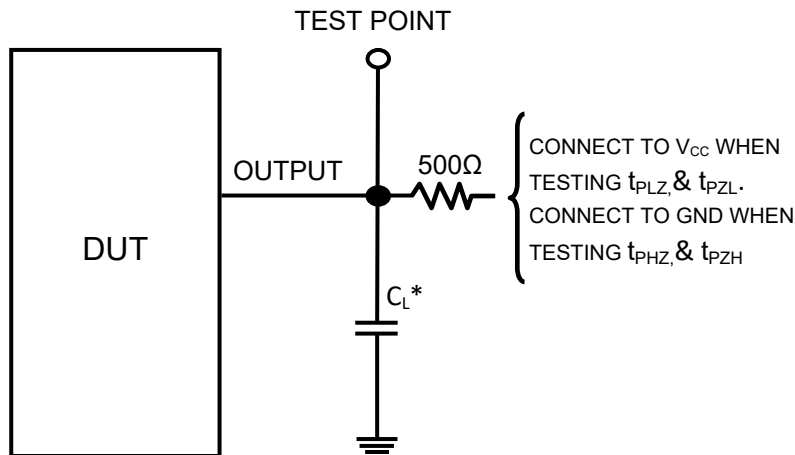 TEST POINT
OUTPUT
500Ω
CONNECT TO VCC WHEN
TESTING tPLZ,& tPZL.
CONNECT TO GND WHEN
TESTING tPHZ,& tPZH
DUT
CL*